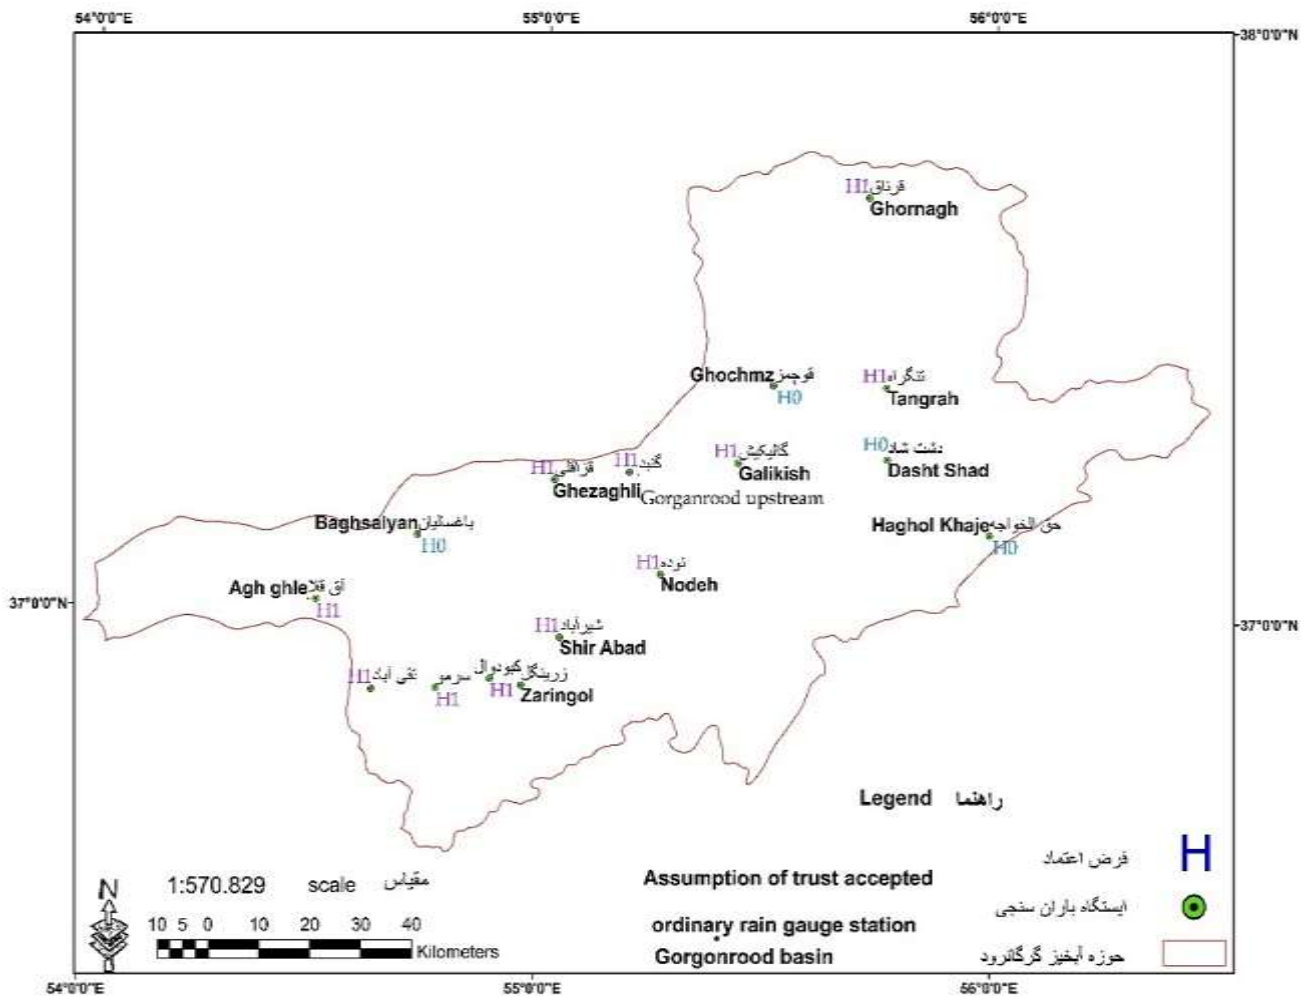 54°0'0"E 55°0'0"E 56°0'0"E
38°0'0"N
H1 قرناق
Ghornagh
Ghochmz قوچمز
H0
H1 تنگراه
Tangrah
H1 گالیکیش
Galikish
H0 دشت شاد
Dasht Shad
H1 قزاقلی
Ghezaghli
H1 گنبد
Gorganrood upstream
Baghsalyan باغسالیان
H0
Haghol Khaje حق الخواجه
H0
H1 نوده
Nodeh
Agh ghle آق قلا
H1
37°0'0"N
37°0'0"N
H1 شیرآباد
Shir Abad
H1 تقی آباد
سرمو
H1
کبودوال
H1
زرینگل
Zaringol
Legend راهنما
فرض اعتماد H
Assumption of trust accepted
ایستگاه باران سنجی
ordinary rain gauge station
حوزه آبخیز گرگانرود
Gorgonrood basin
N
1:570.829 scale مقیاس
10 5 0 10 20 30 40
Kilometers
54°0'0"E 55°0'0"E 56°0'0"E